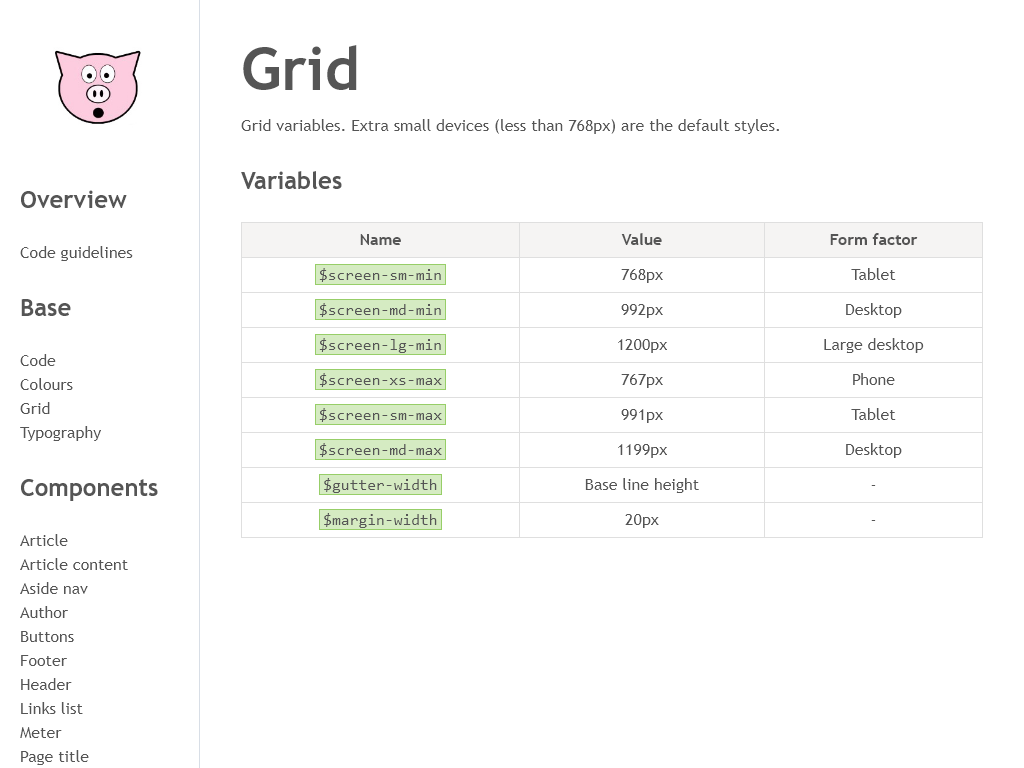 Overview
Code guidelines
Base
Code
Colours
Grid
Typography
Components
Article
Article content
Aside nav
Author
Buttons
Footer
Header
Links list
Meter
Page title
Grid
Grid variables. Extra small devices (less than 768px) are the default styles.
Variables
Name Value Form factor
$screen-sm-min 768px Tablet
$screen-md-min 992px Desktop
$screen-lg-min 1200px Large desktop
$screen-xs-max 767px Phone
$screen-sm-max 991px Tablet
$screen-md-max 1199px Desktop
$gutter-width Base line height -
$margin-width 20px -